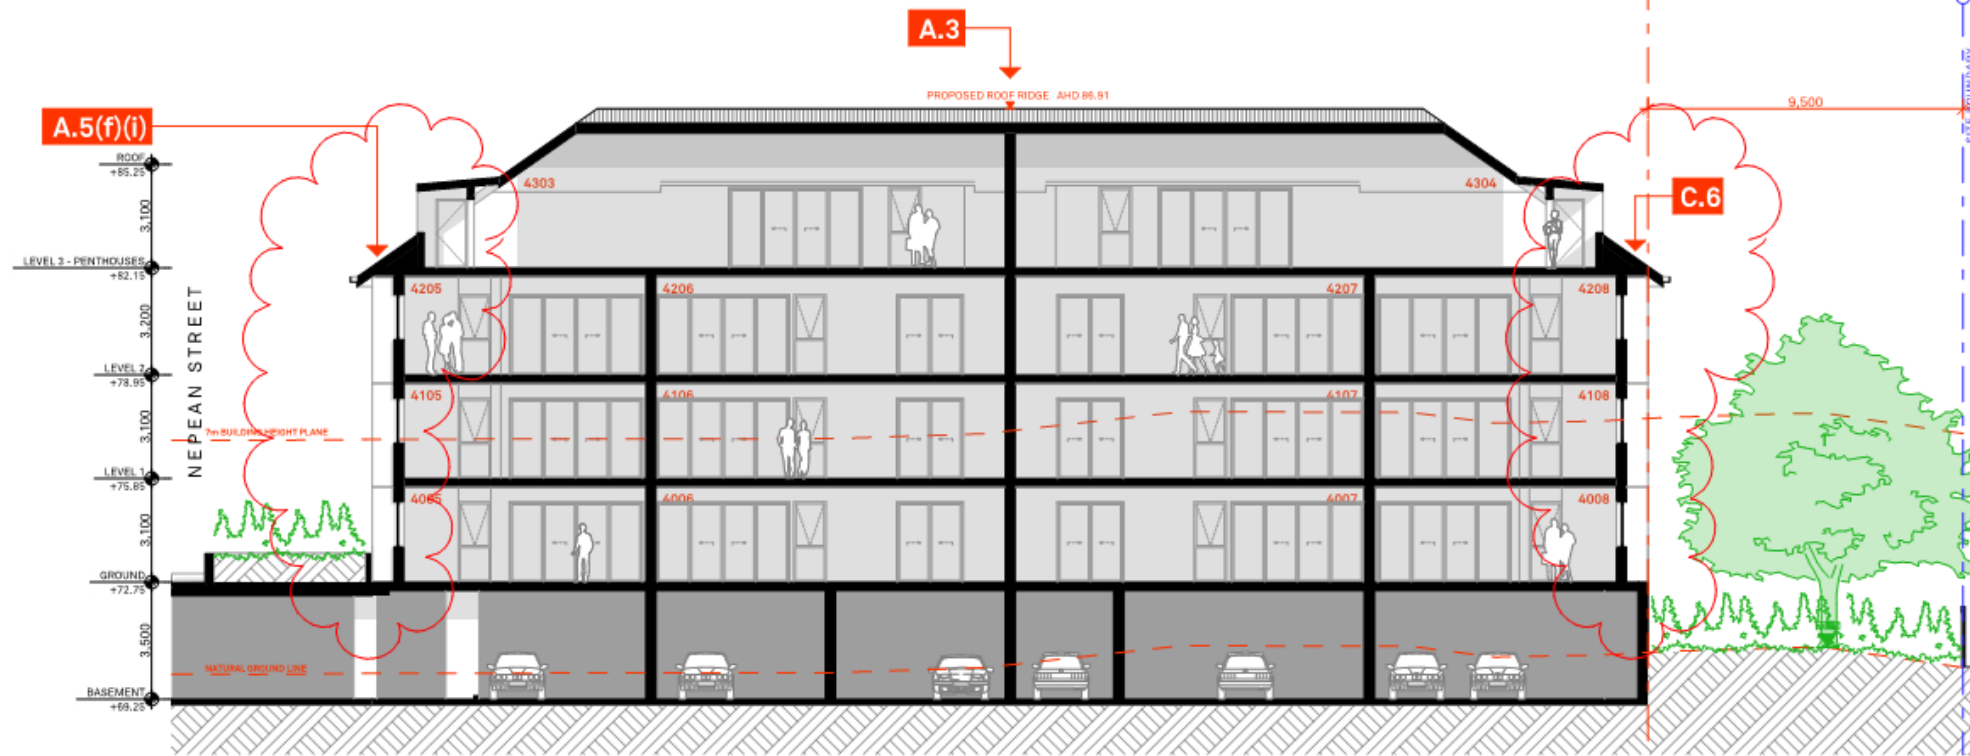 A.3
PROPOSED ROOF RIDGE AHD 86.91
9,500
A.5(f)(i)
ROOF
+85.25
4303
4304
C.6
3,100
LEVEL 3 - PENTHOUSES
+82.15
4205
4206
4207
4208
3,200
NEPEAN STREET
LEVEL 2
+78.95
4105
4106
4107
4108
3,100
7m BUILDING HEIGHT PLANE
LEVEL 1
+75.85
4005
4006
4007
4008
3,100
GROUND
+72.75
3,500
NATURAL GROUND LINE
BASEMENT
+69.25